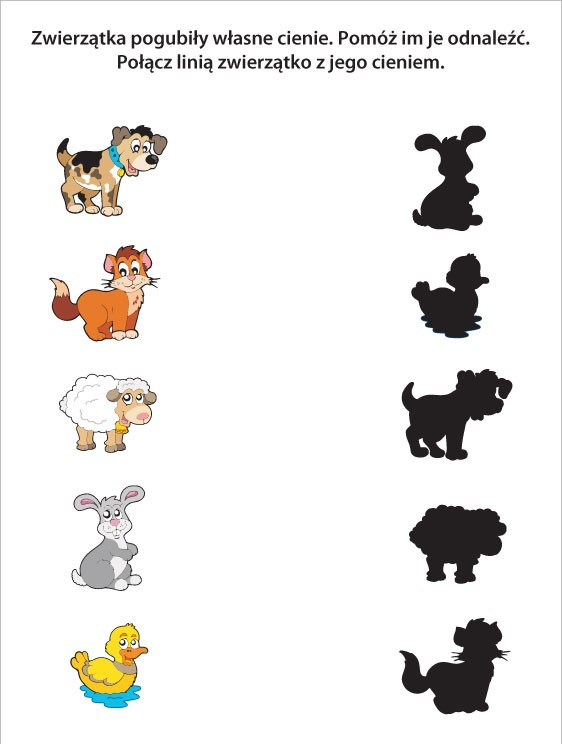 Zwierzątka pogubiły własne cienie. Pomóż im je odnaleźć.
Połącz linią zwierzątko z jego cieniem.